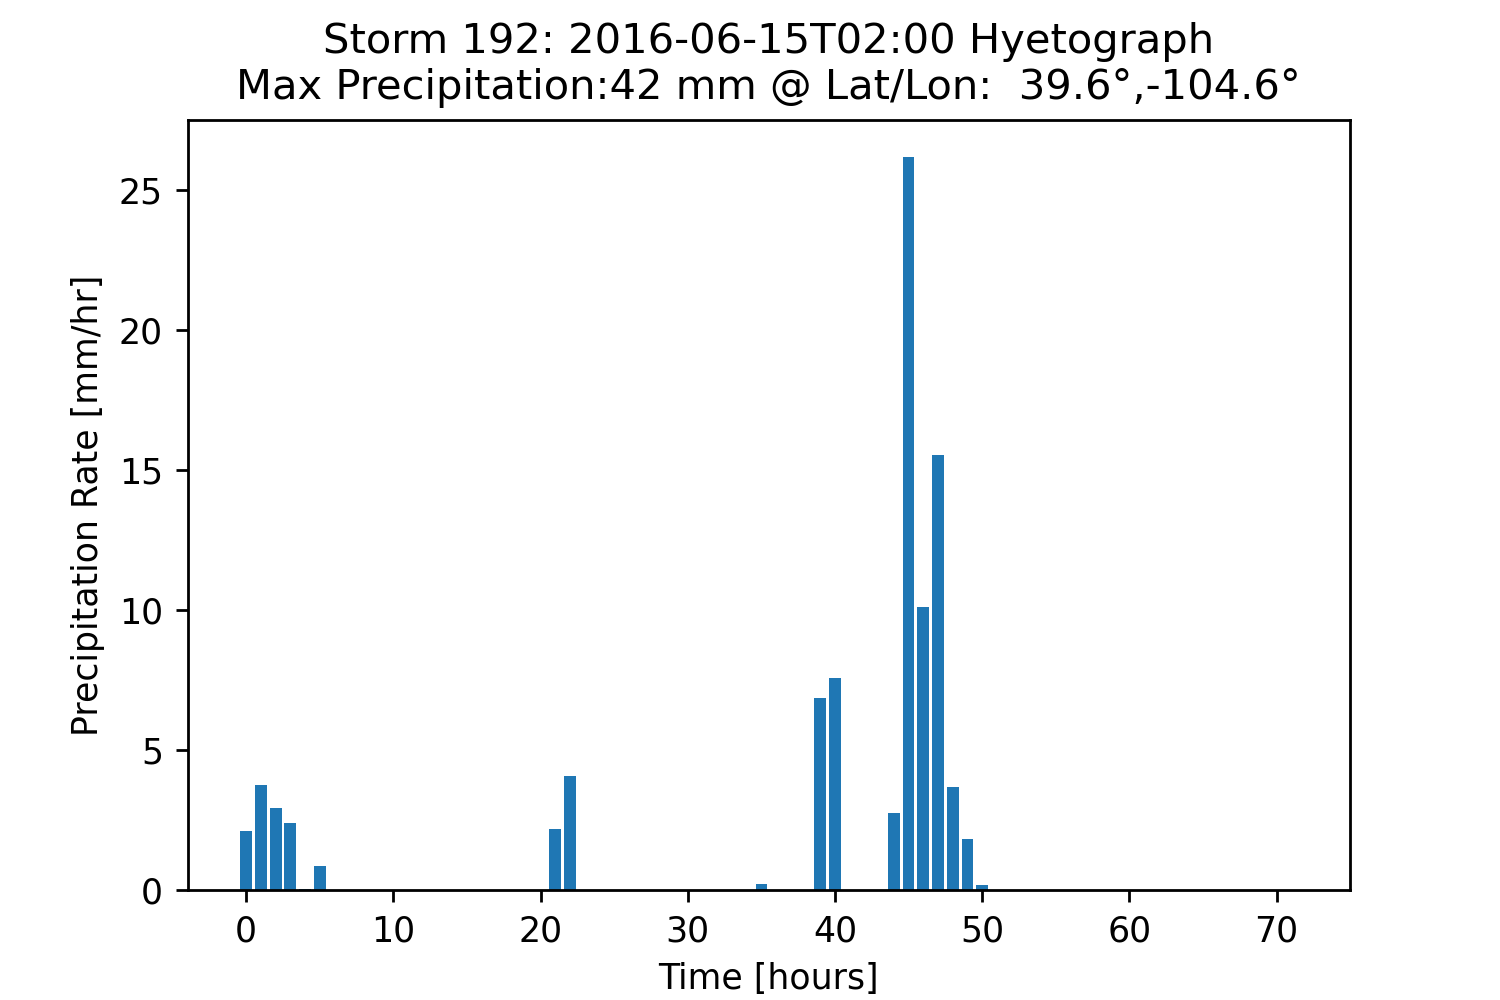 Storm 192: 2016-06-15T02:00 Hyetograph
Max Precipitation:42 mm @ Lat/Lon:  39.6°,-104.6°
Precipitation Rate [mm/hr]
25
20
15
10
5
0
0 10 20 30 40 50 60 70
Time [hours]